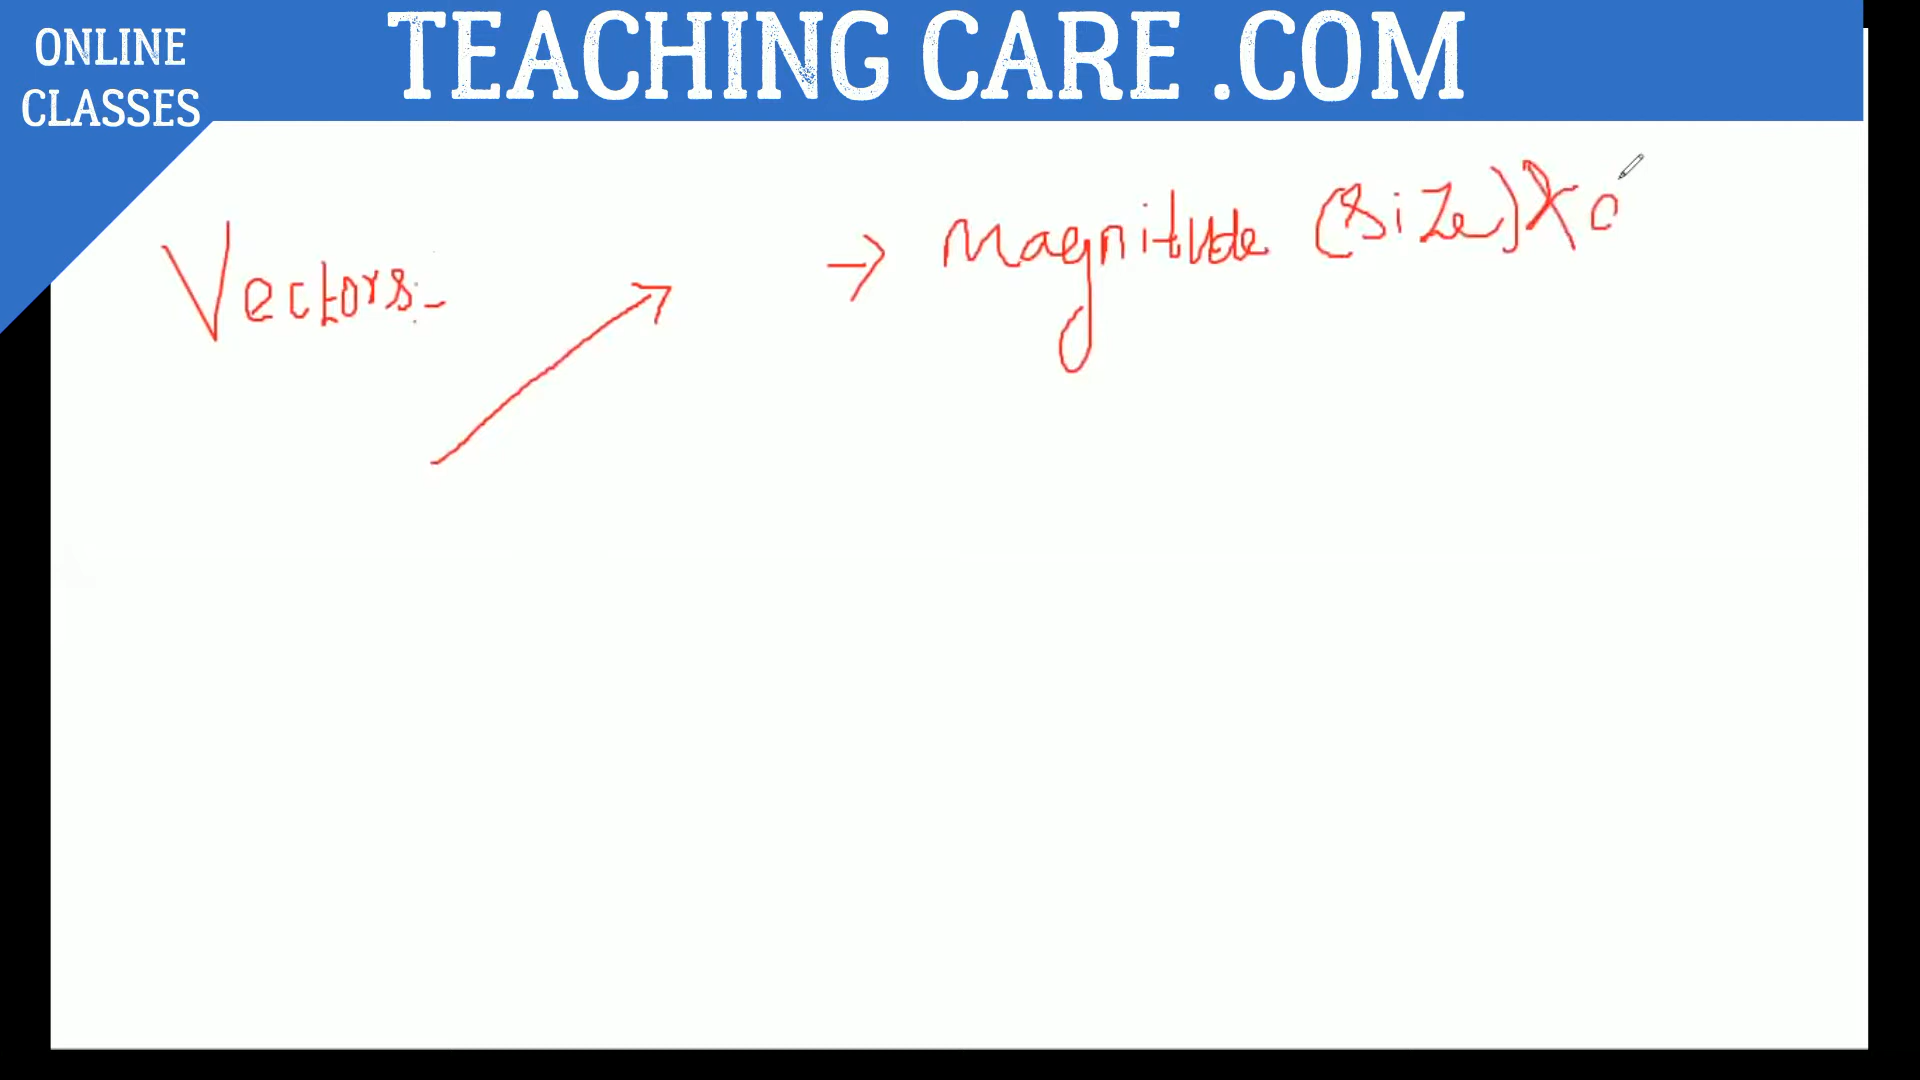 ONLINE
CLASSES
TEACHING CARE .COM
Vectors:-
→ Magnitude (size)